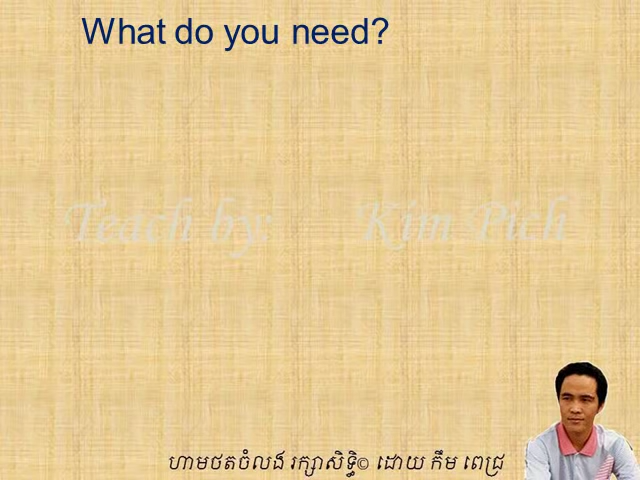 What do you need?
Teach by: Kim Pich
ហាមថតចំលង រក្សាសិទ្ធិ© ដោយ កឹម ពេជ្រ